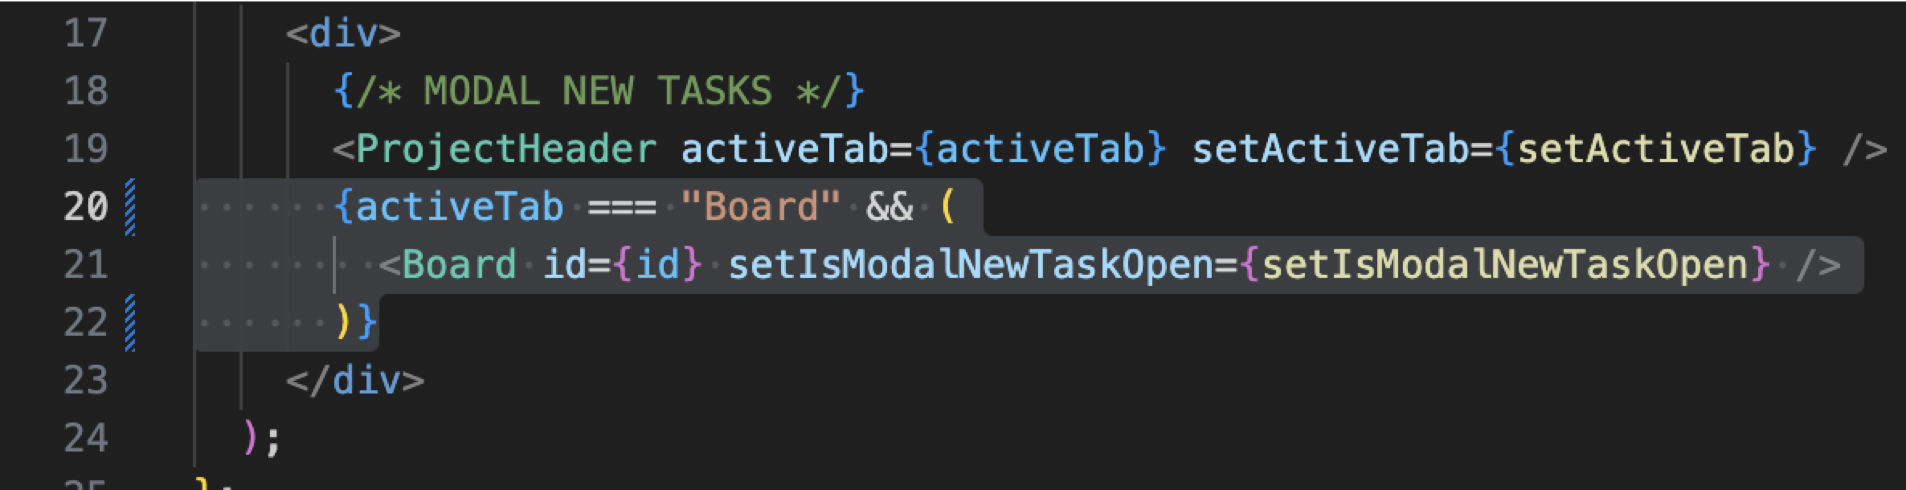 17 <div>
18 {/* MODAL NEW TASKS */}
19 <ProjectHeader activeTab={activeTab} setActiveTab={setActiveTab} />
20 {activeTab === "Board" && (
21 <Board id={id} setIsModalNewTaskOpen={setIsModalNewTaskOpen} />
22 )}
23 </div>
24 );
25 };